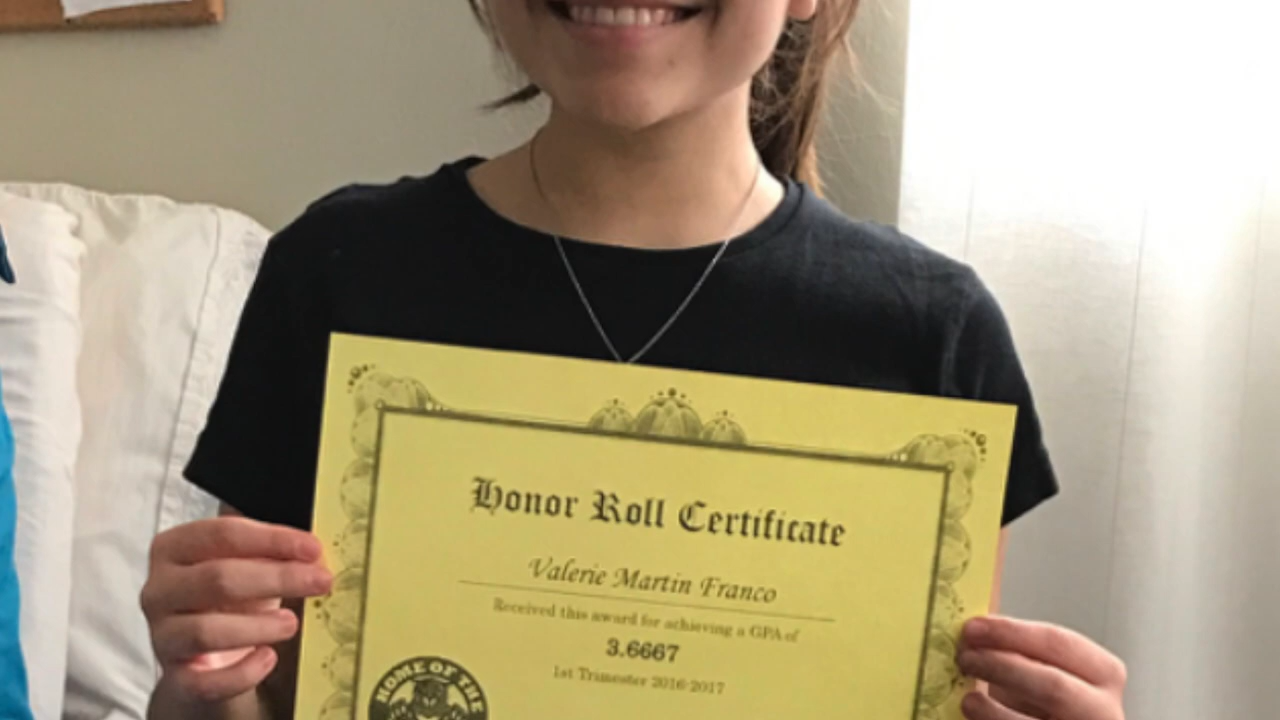 Honor Roll Certificate
Valerie Martin Franco
Received this award for achieving a GPA of
3.6667
1st Trimester 2016-2017
HOME OF THE